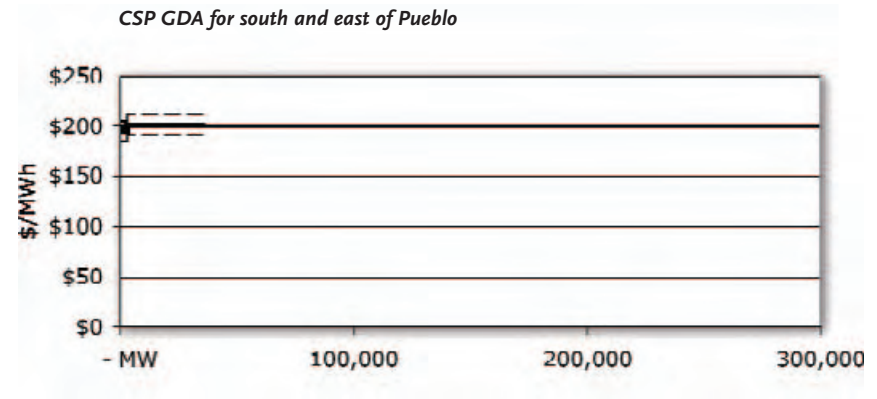 CSP GDA for south and east of Pueblo
$250
$200
$150
$100
$50
$0
$/MWh
- MW 100,000 200,000 300,000